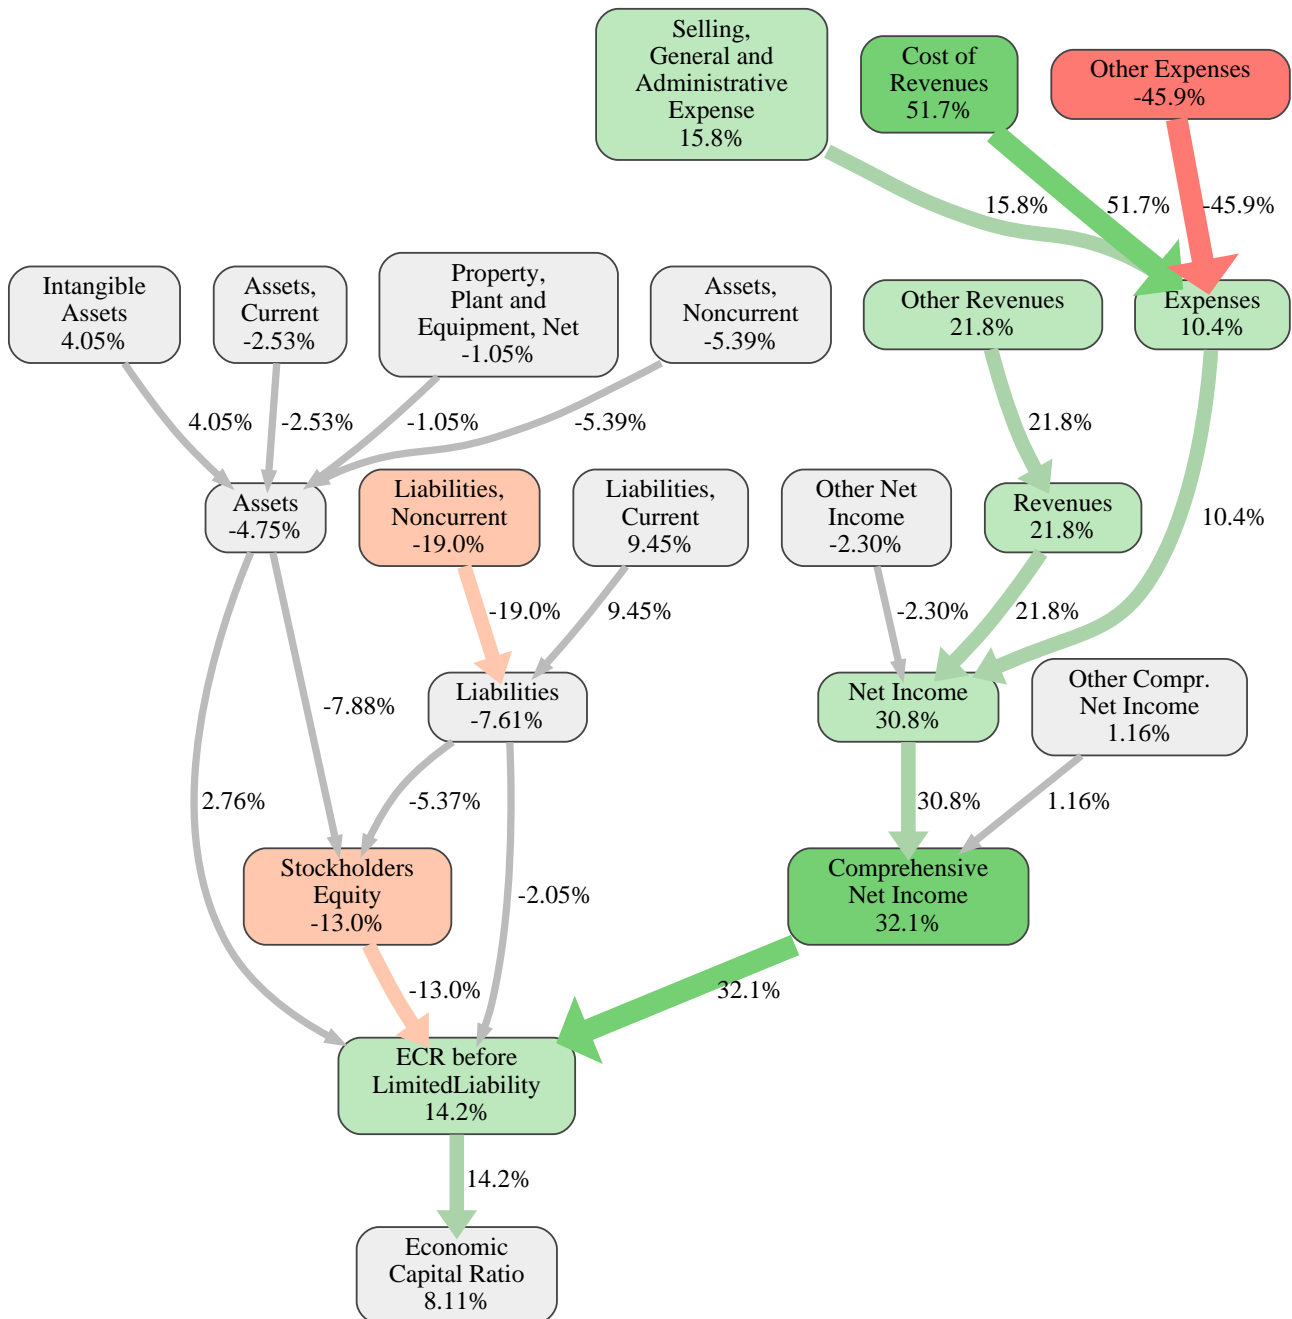 Selling,
General and
Administrative
Expense
15.8%
Cost of
Revenues
51.7%
Other Expenses
-45.9%
15.8%
51.7%
-45.9%
Intangible
Assets
4.05%
Assets,
Current
-2.53%
Property,
Plant and
Equipment, Net
-1.05%
Assets,
Noncurrent
-5.39%
Other Revenues
21.8%
Expenses
10.4%
4.05%
-2.53%
-1.05%
-5.39%
21.8%
Assets
-4.75%
Liabilities,
Noncurrent
-19.0%
Liabilities,
Current
9.45%
Other Net
Income
-2.30%
Revenues
21.8%
10.4%
-19.0%
9.45%
-2.30%
21.8%
-7.88%
Liabilities
-7.61%
Net Income
30.8%
Other Compr.
Net Income
1.16%
2.76%
-5.37%
30.8%
1.16%
Stockholders
Equity
-13.0%
-2.05%
Comprehensive
Net Income
32.1%
-13.0%
32.1%
ECR before
LimitedLiability
14.2%
14.2%
Economic
Capital Ratio
8.11%